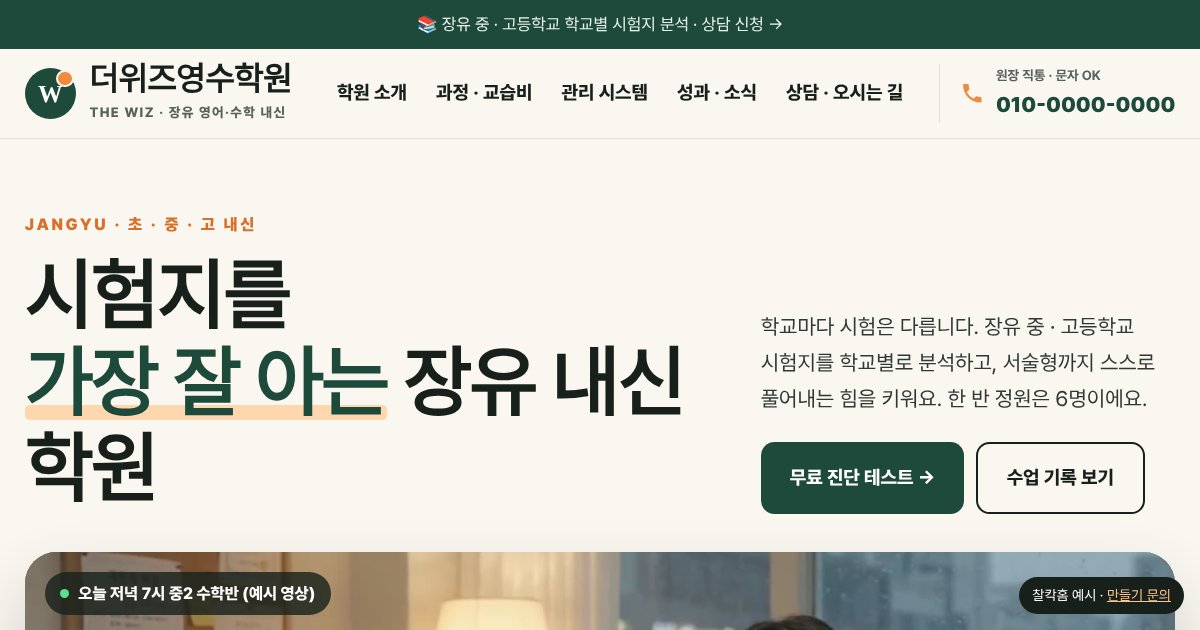 📚 장유 중 · 고등학교 학교별 시험지 분석 · 상담 신청 →
W
더위즈영수학원
THE WIZ · 장유 영어·수학 내신
학원 소개
과정 · 교습비
관리 시스템
성과 · 소식
상담 · 오시는 길
원장 직통 · 문자 OK
010-0000-0000
JANGYU · 초 · 중 · 고 내신
시험지를
가장 잘 아는 장유 내신
학원
학교마다 시험은 다릅니다. 장유 중 · 고등학교
시험지를 학교별로 분석하고, 서술형까지 스스로
풀어내는 힘을 키워요. 한 반 정원은 6명이에요.
무료 진단 테스트 →
수업 기록 보기
오늘 저녁 7시 중2 수학반 (예시 영상)
찰칵홈 예시 · 만들기 문의